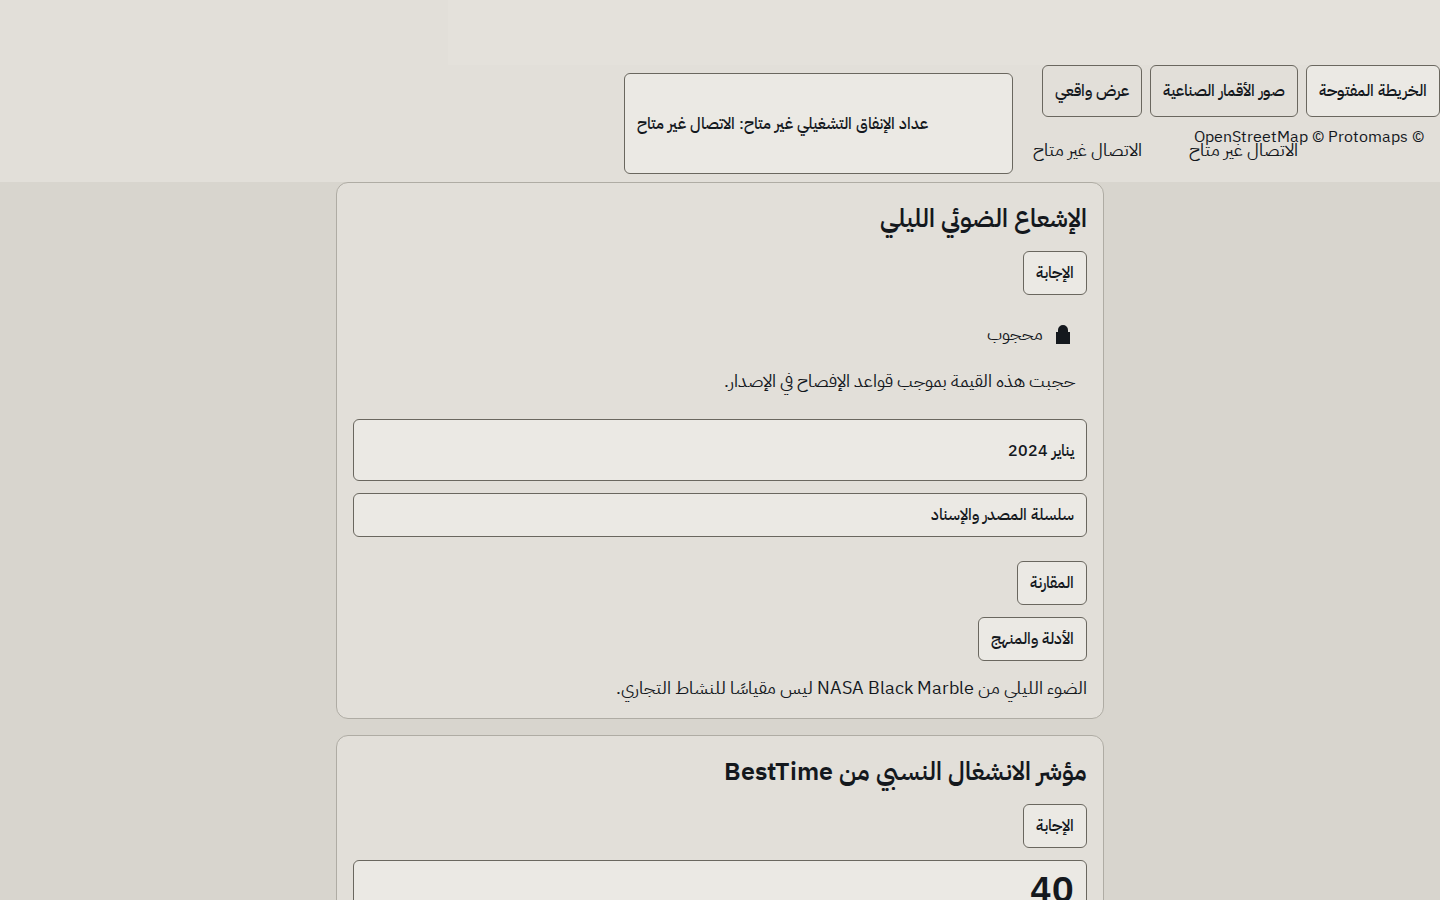 الخريطة المفتوحة
صور الأقمار الصناعية
عرض واقعي
عداد الإنفاق التشغيلي غير متاح: الاتصال غير متاح
© OpenStreetMap © Protomaps
الاتصال غير متاح
الاتصال غير متاح
الإشعاع الضوئي الليلي
الإجابة
محجوب
حجبت هذه القيمة بموجب قواعد الإفصاح في الإصدار.
يناير 2024
سلسلة المصدر والإسناد
المقارنة
الأدلة والمنهج
الضوء الليلي من NASA Black Marble ليس مقياسًا للنشاط التجاري.
مؤشر الانشغال النسبي من BestTime
الإجابة
40